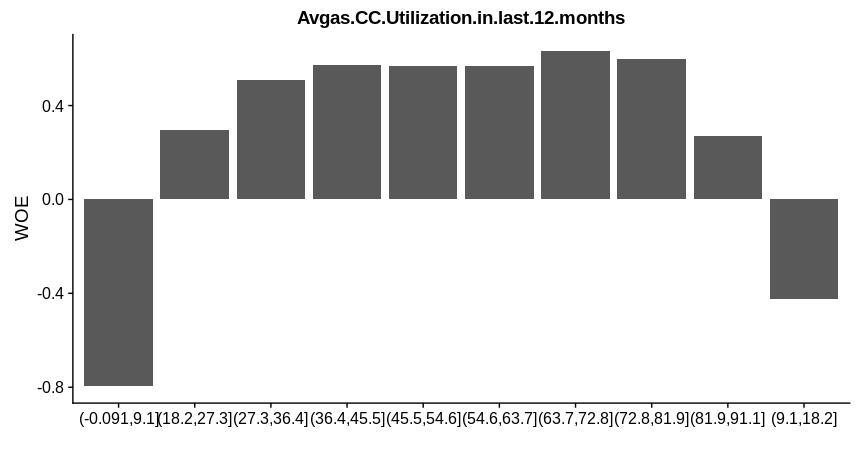 Avgas.CC.Utilization.in.last.12.months
WOE
0.4
0.0
-0.4
-0.8
(-0.091,9.1] (18.2,27.3] (27.3,36.4] (36.4,45.5] (45.5,54.6] (54.6,63.7] (63.7,72.8] (72.8,81.9] (81.9,91.1] (9.1,18.2]